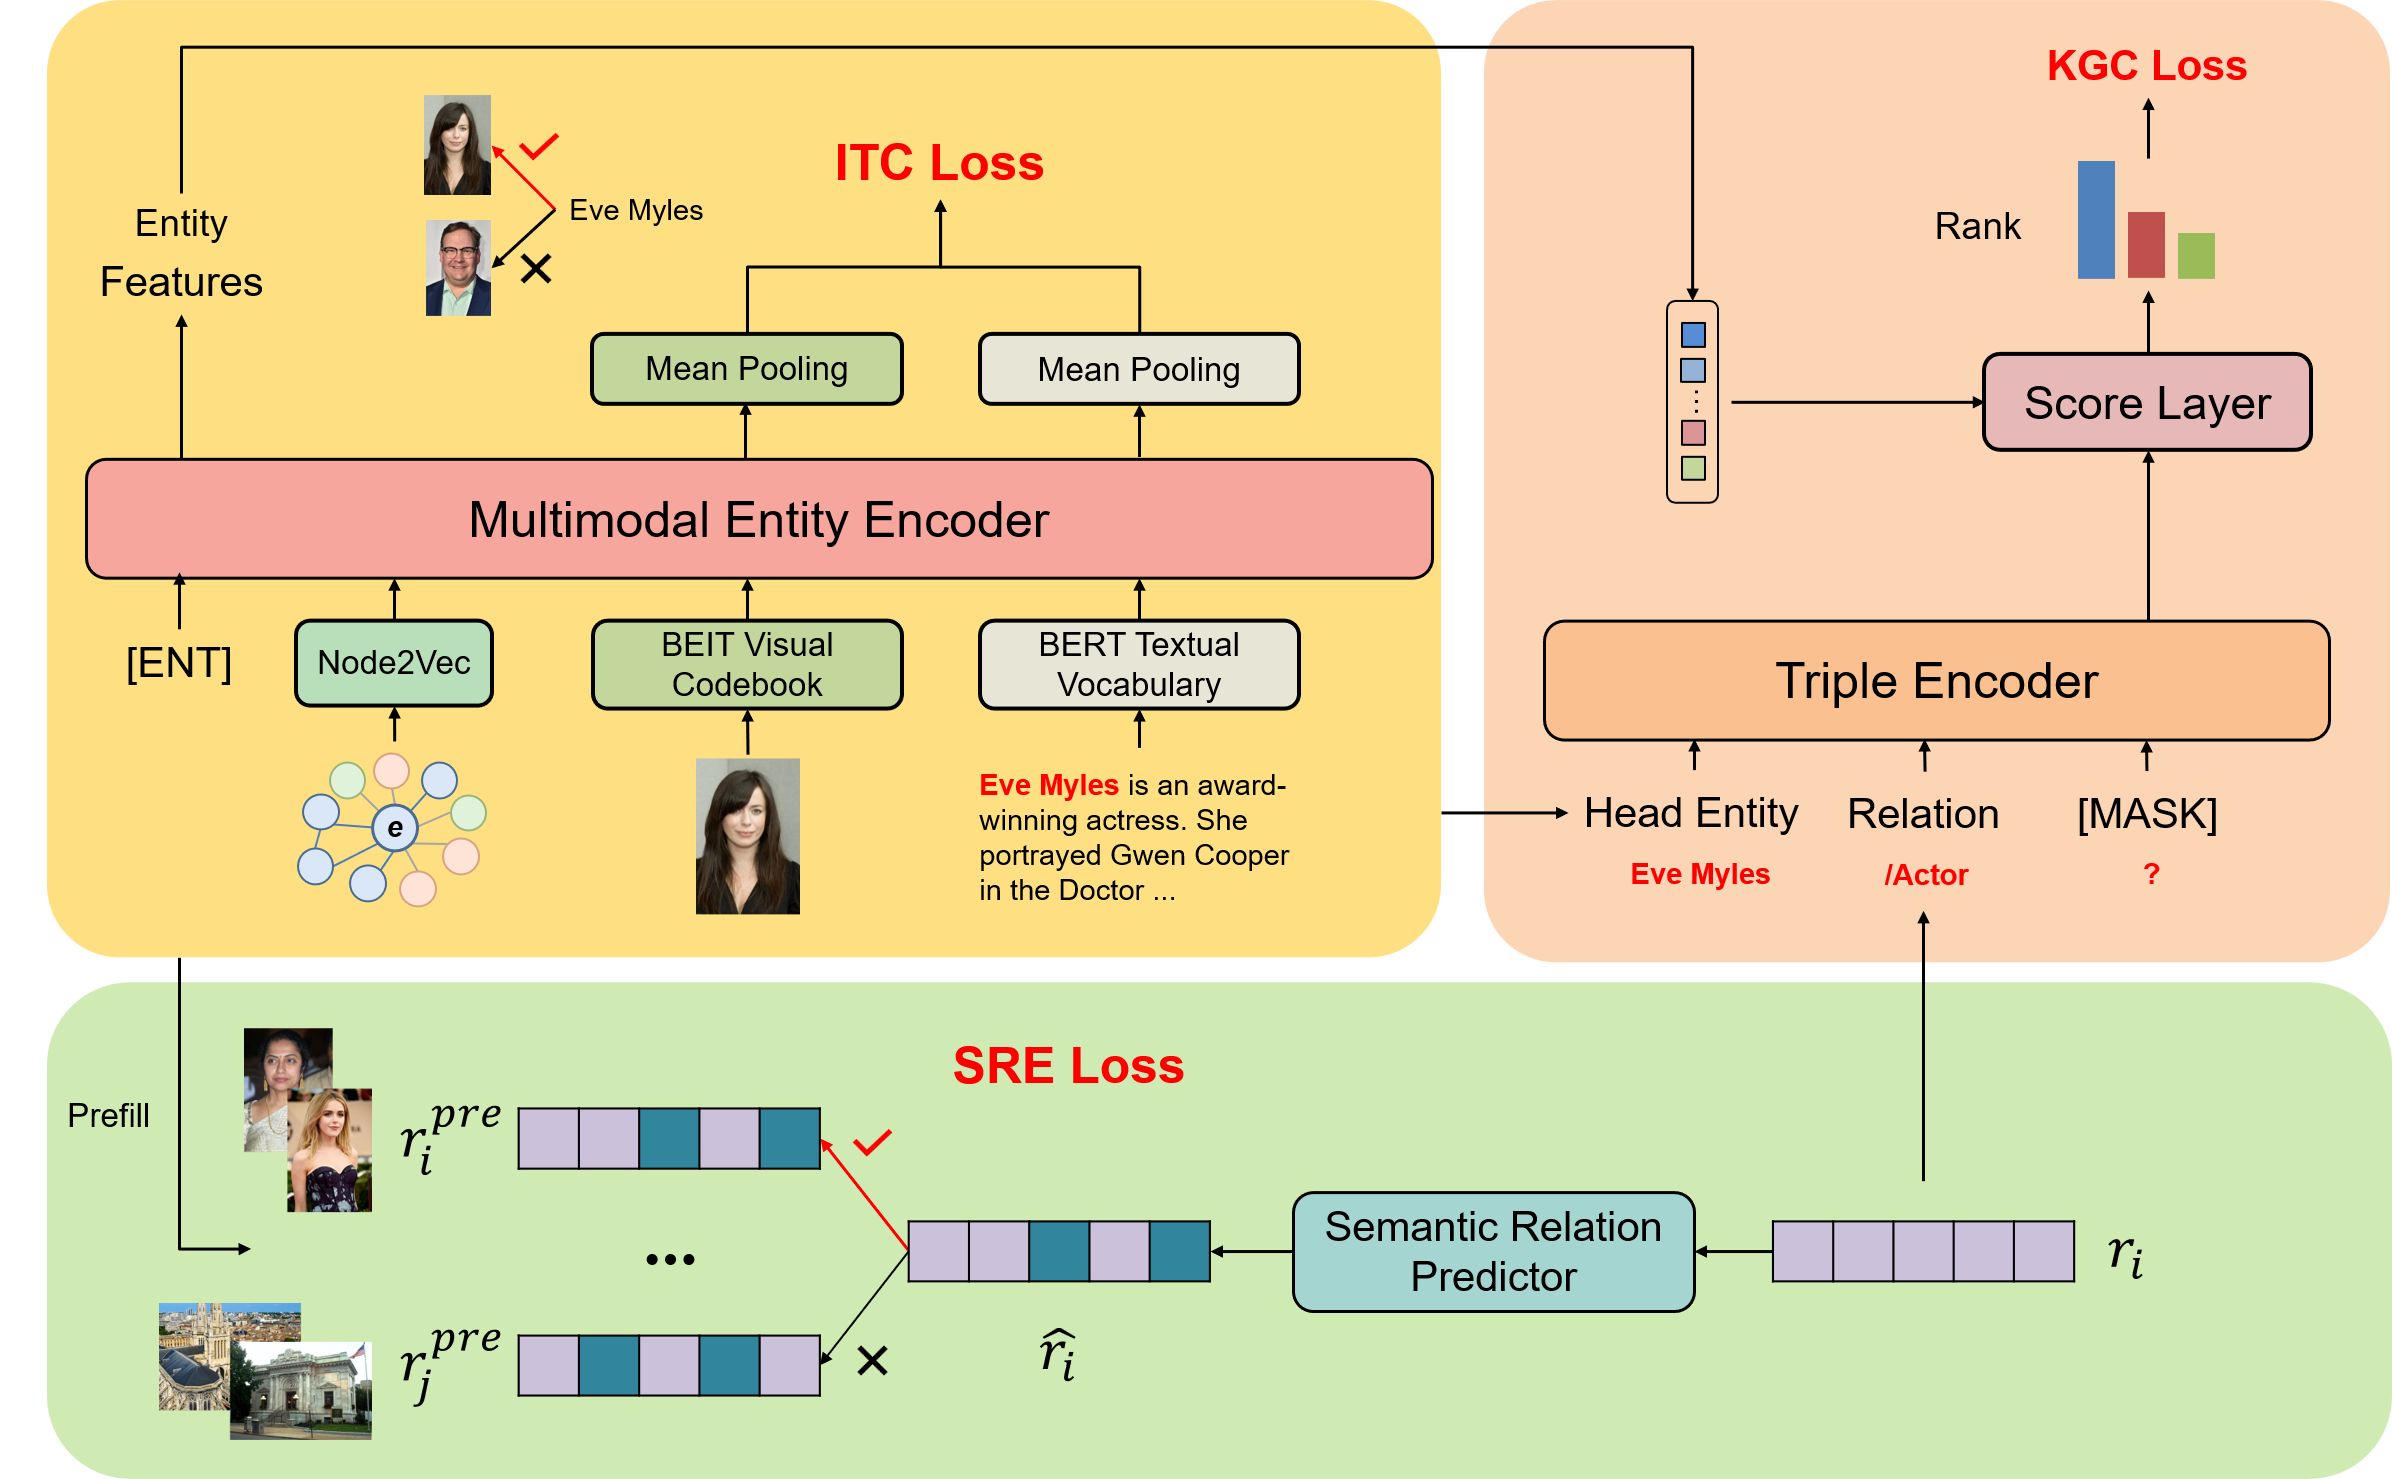 KGC Loss
ITC Loss
Eve Myles
Entity
Features
Rank
Mean Pooling
Mean Pooling
Score Layer
Multimodal Entity Encoder
[ENT]
Node2Vec
BEIT Visual
Codebook
BERT Textual
Vocabulary
Triple Encoder
e
Eve Myles is an award-
winning actress. She
portrayed Gwen Cooper
in the Doctor ...
Head Entity
Relation
[MASK]
Eve Myles
/Actor
?
SRE Loss
Prefill
r_i^{pre}
...
Semantic Relation
Predictor
r_i
r_j^{pre}
\hat{r_i}